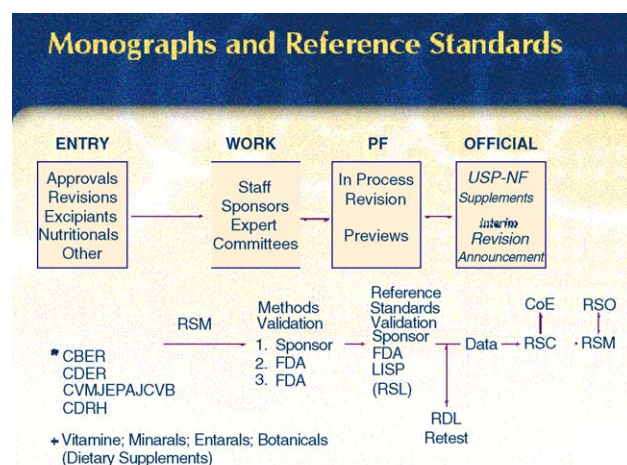 Monographs and Reference Standards
ENTRY
Approvals
Revisions
Excipiants
Nutritionals
Other
WORK
Staff
Sponsors
Expert
Committees
PF
In Process
Revision
Previews
OFFICIAL
USP-NF
Supplements
Interim
Revision
Announcement
* CBER
CDER
CVMJEPAJCVB
CDRH
RSM
Methods
Validation
1. Sponsor
2. FDA
3. FDA
Reference
Standards
Validation
Sponsor
FDA
LISP
(RSL)
RDL
Retest
Data
CoE
RSC
RSO
RSM
+ Vitamine; Minarals; Entarals; Botanicals
(Dietary Supplements)